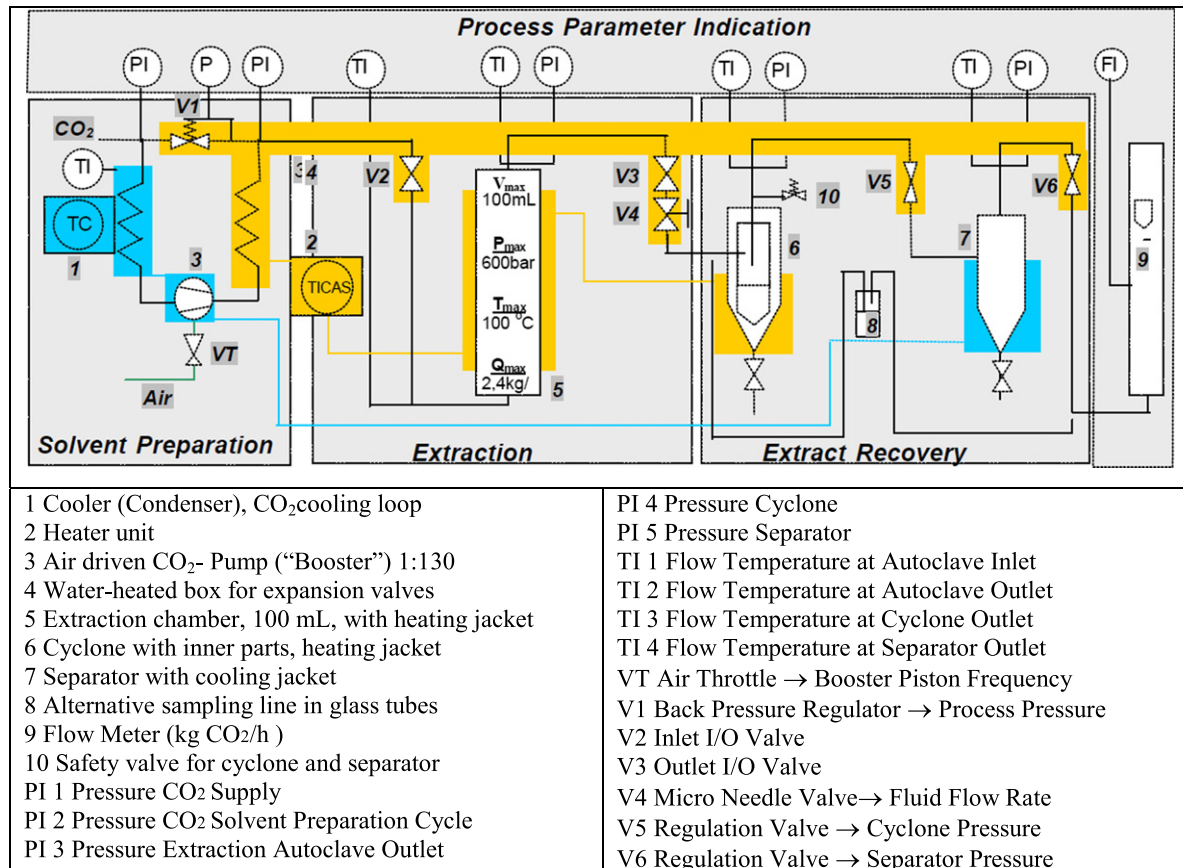 Process Parameter Indication
PI
P
PI
TI
TI
PI
TI
PI
TI
PI
FI
V1
CO₂
TI
3
4
V2
V3
V4
V5
V6
10
TC
1
2
3
TICAS
Vmax
100mL
Pmax
600bar
Tmax
100 °C
Qmax
2,4kg/
5
6
7
8
9
VT
Air
Solvent Preparation
Extraction
Extract Recovery
1 Cooler (Condenser), CO₂cooling loop
2 Heater unit
3 Air driven CO₂- Pump (“Booster”) 1:130
4 Water-heated box for expansion valves
5 Extraction chamber, 100 mL, with heating jacket
6 Cyclone with inner parts, heating jacket
7 Separator with cooling jacket
8 Alternative sampling line in glass tubes
9 Flow Meter (kg CO2/h )
10 Safety valve for cyclone and separator
PI 1 Pressure CO2 Supply
PI 2 Pressure CO2 Solvent Preparation Cycle
PI 3 Pressure Extraction Autoclave Outlet
PI 4 Pressure Cyclone
PI 5 Pressure Separator
TI 1 Flow Temperature at Autoclave Inlet
TI 2 Flow Temperature at Autoclave Outlet
TI 3 Flow Temperature at Cyclone Outlet
TI 4 Flow Temperature at Separator Outlet
VT Air Throttle → Booster Piston Frequency
V1 Back Pressure Regulator → Process Pressure
V2 Inlet I/O Valve
V3 Outlet I/O Valve
V4 Micro Needle Valve→ Fluid Flow Rate
V5 Regulation Valve → Cyclone Pressure
V6 Regulation Valve → Separator Pressure